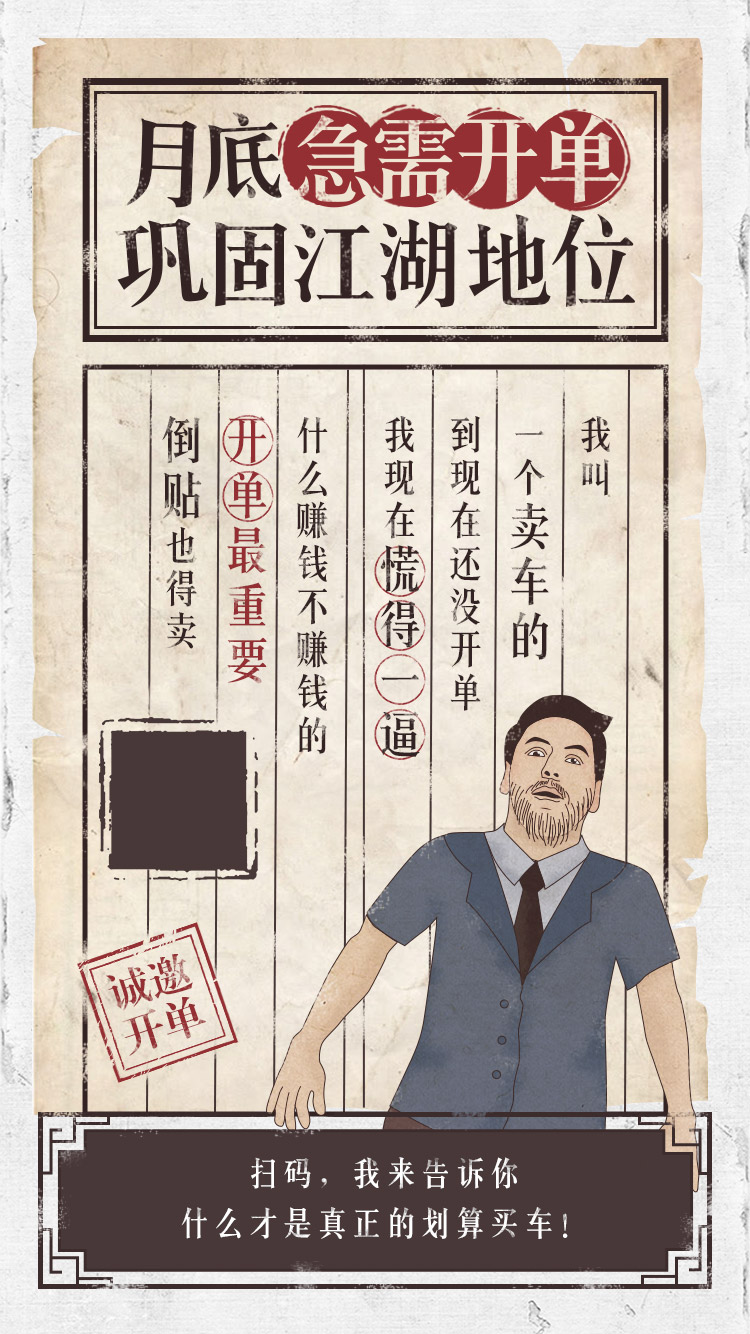 月底急需开单
巩固江湖地位
我叫
一个卖车的
到现在还没开单
我现在慌得一逼
什么赚钱不赚钱的
开单最重要
倒贴也得卖
诚邀
开单
扫码，我来告诉你
什么才是真正的划算买车！